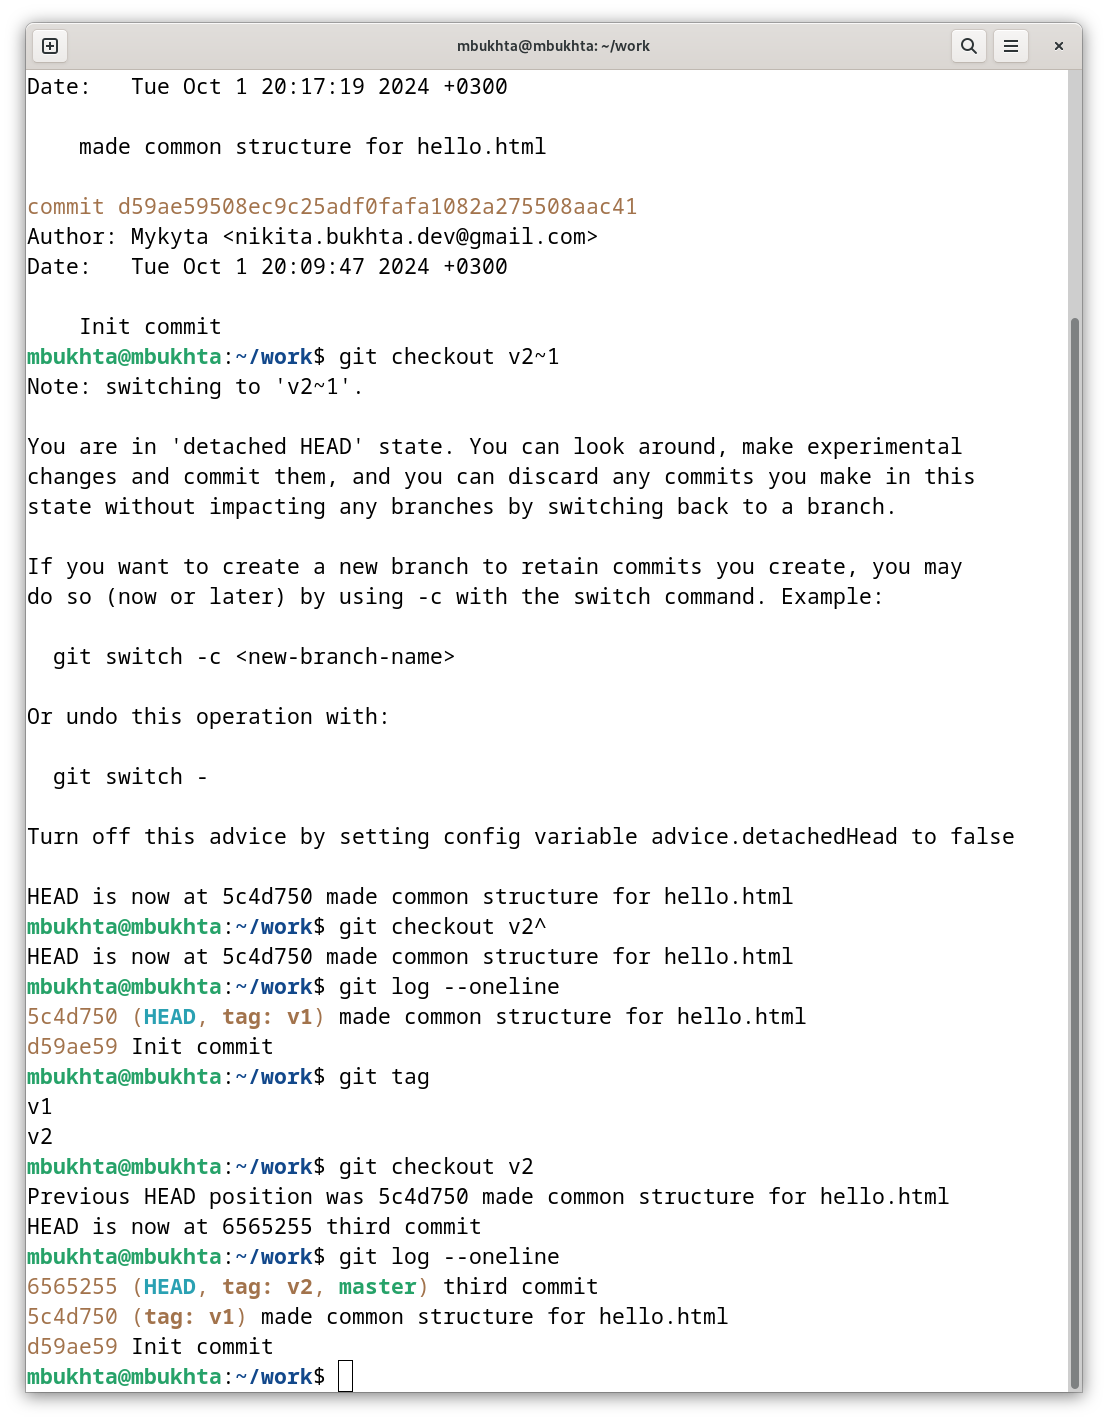 mbukhta@mbukhta: ~/work
Date:   Tue Oct 1 20:17:19 2024 +0300
    made common structure for hello.html
commit d59ae59508ec9c25adf0fafa1082a275508aac41
Author: Mykyta <nikita.bukhta.dev@gmail.com>
Date:   Tue Oct 1 20:09:47 2024 +0300
    Init commit
mbukhta@mbukhta:~/work$ git checkout v2~1
Note: switching to 'v2~1'.
You are in 'detached HEAD' state. You can look around, make experimental
changes and commit them, and you can discard any commits you make in this
state without impacting any branches by switching back to a branch.
If you want to create a new branch to retain commits you create, you may
do so (now or later) by using -c with the switch command. Example:
  git switch -c <new-branch-name>
Or undo this operation with:
  git switch -
Turn off this advice by setting config variable advice.detachedHead to false
HEAD is now at 5c4d750 made common structure for hello.html
mbukhta@mbukhta:~/work$ git checkout v2^
HEAD is now at 5c4d750 made common structure for hello.html
mbukhta@mbukhta:~/work$ git log --oneline
5c4d750 (HEAD, tag: v1) made common structure for hello.html
d59ae59 Init commit
mbukhta@mbukhta:~/work$ git tag
v1
v2
mbukhta@mbukhta:~/work$ git checkout v2
Previous HEAD position was 5c4d750 made common structure for hello.html
HEAD is now at 6565255 third commit
mbukhta@mbukhta:~/work$ git log --oneline
6565255 (HEAD, tag: v2, master) third commit
5c4d750 (tag: v1) made common structure for hello.html
d59ae59 Init commit
mbukhta@mbukhta:~/work$